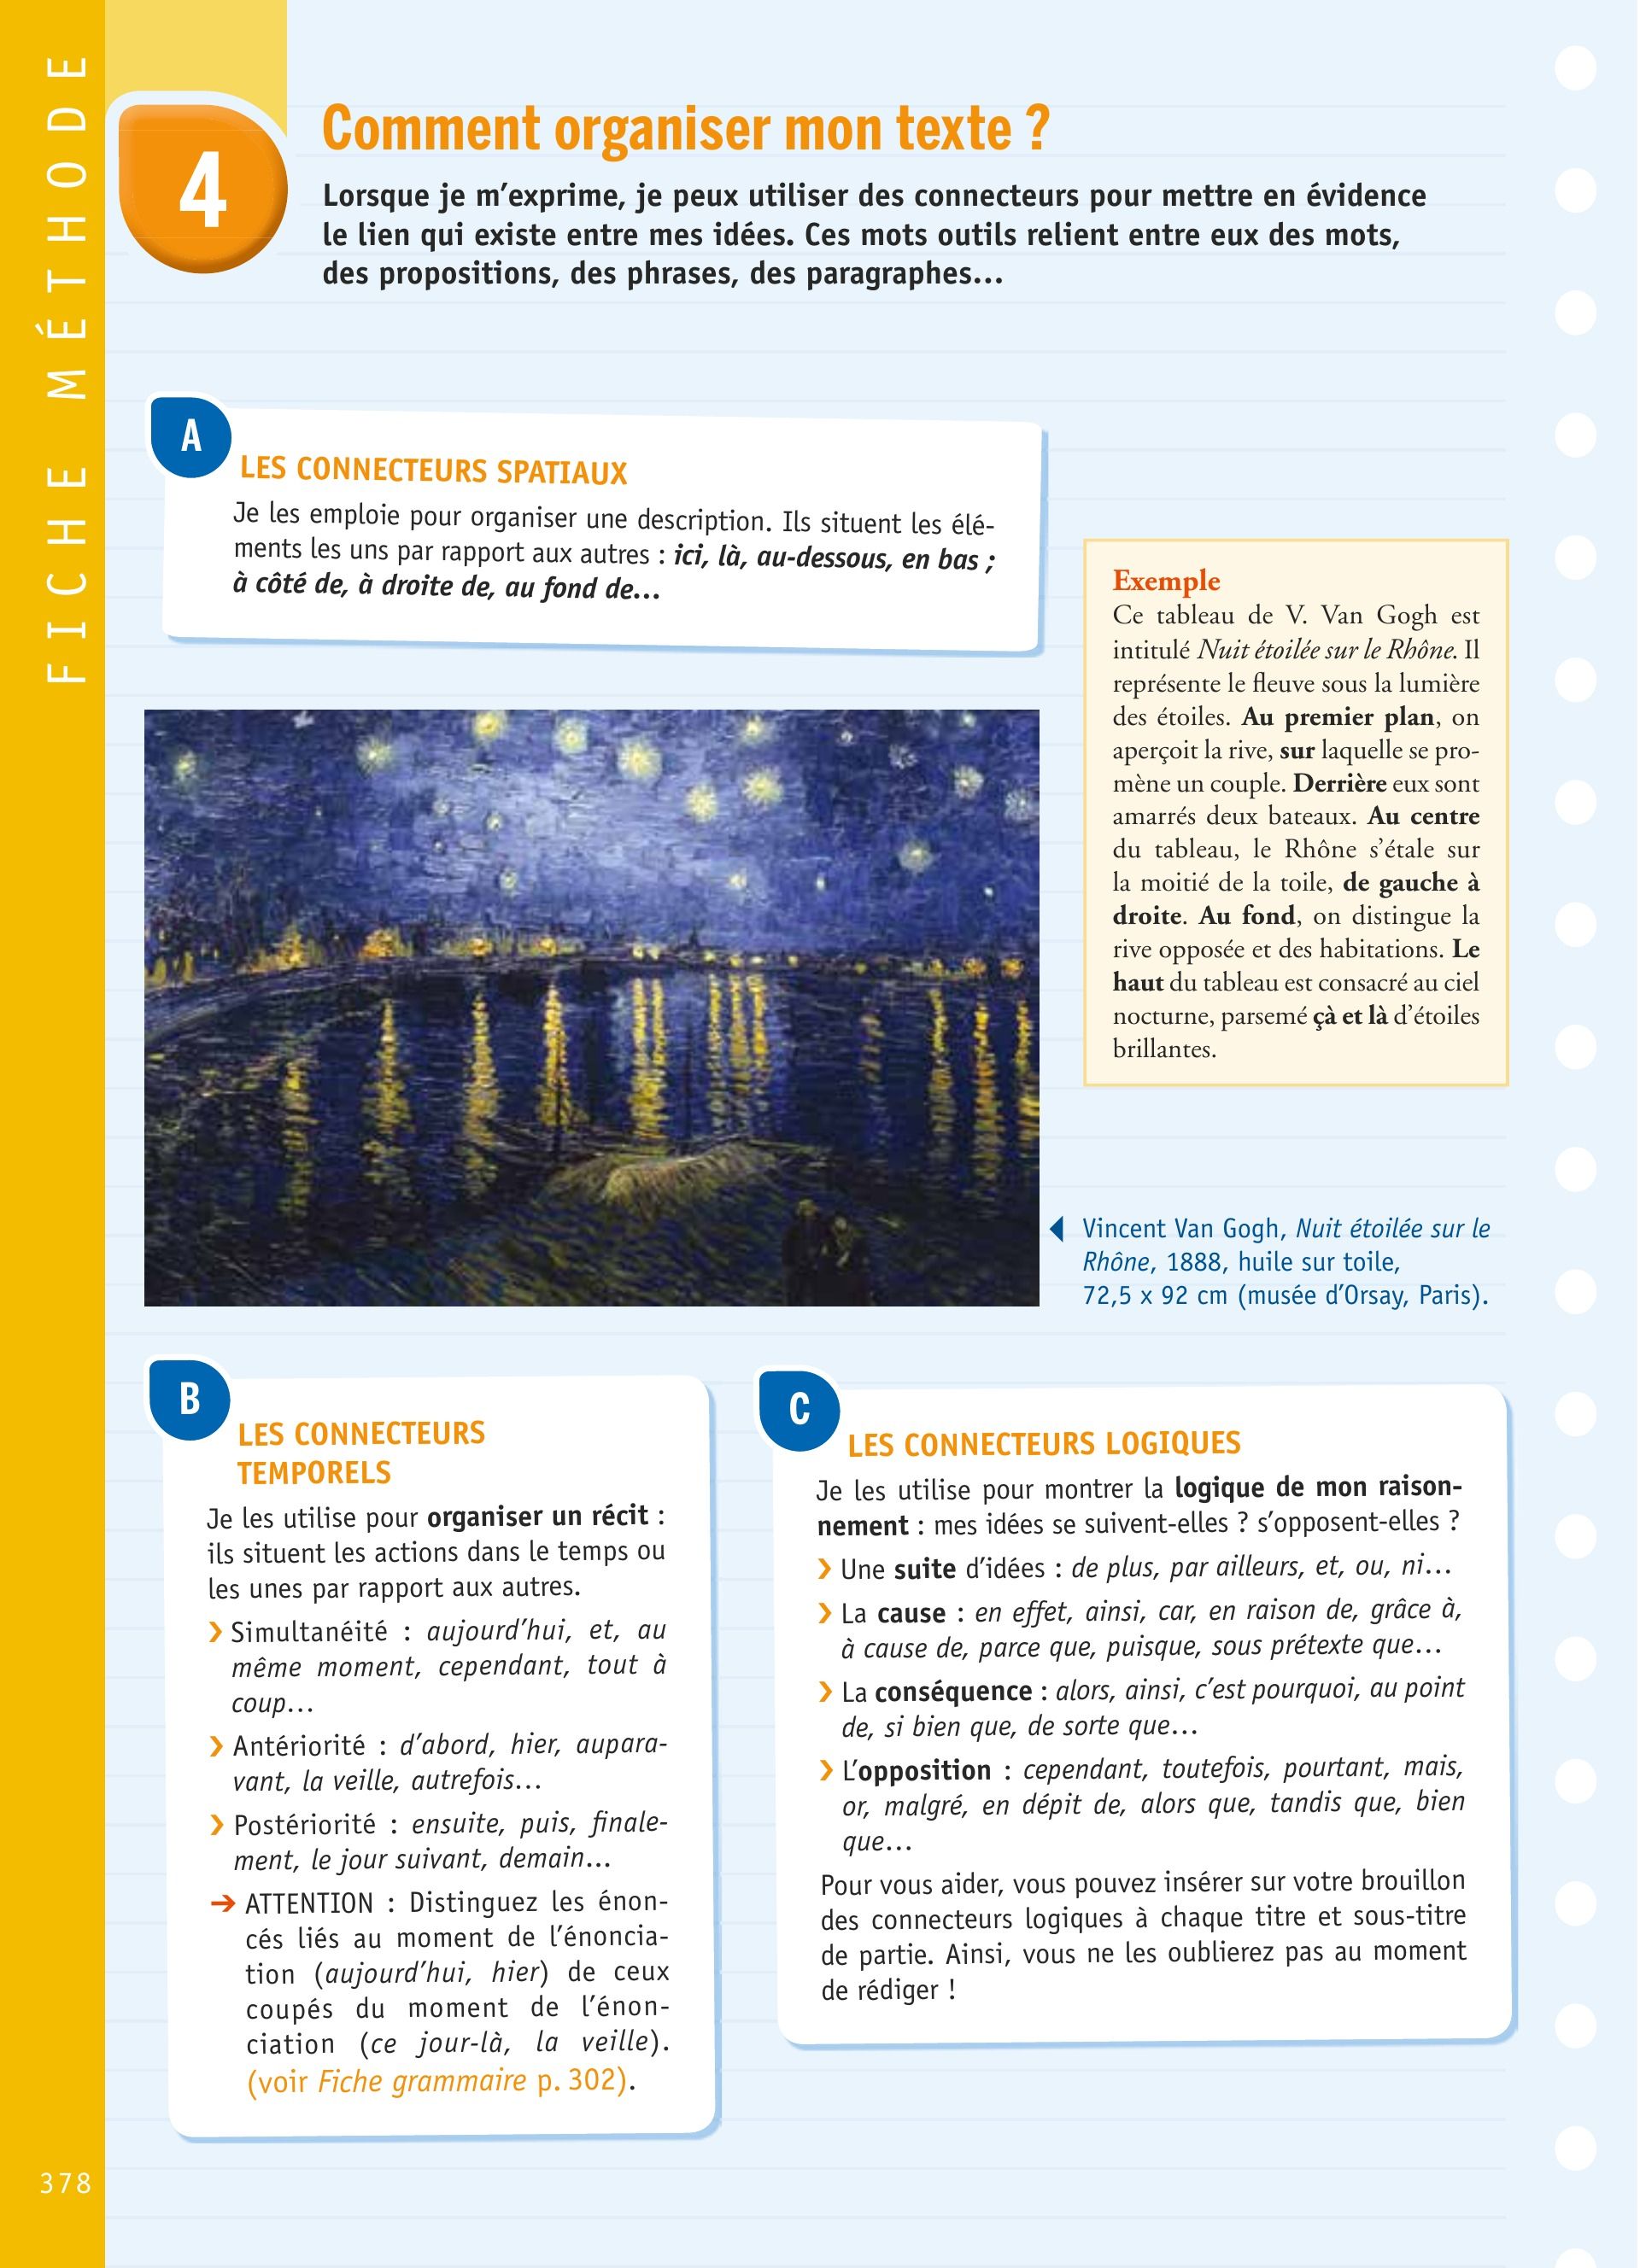 FICHE MÉTHODE
4
Comment organiser mon texte ?
Lorsque je m'exprime, je peux utiliser des connecteurs pour mettre en évidence
le lien qui existe entre mes idées. Ces mots outils relient entre eux des mots,
des propositions, des phrases, des paragraphes...
A
LES CONNECTEURS SPATIAUX
Je les emploie pour organiser une description. Ils situent les élé-
ments les uns par rapport aux autres : ici, là, au-dessous, en bas ;
à côté de, à droite de, au fond de...
Exemple
Ce tableau de V. Van Gogh est
intitulé Nuit étoilée sur le Rhône. Il
représente le fleuve sous la lumière
des étoiles. Au premier plan, on
aperçoit la rive, sur laquelle se pro-
mène un couple. Derrière eux sont
amarrés deux bateaux. Au centre
du tableau, le Rhône s'étale sur
la moitié de la toile, de gauche à
droite. Au fond, on distingue la
rive opposée et des habitations. Le
haut du tableau est consacré au ciel
nocturne, parsemé çà et là d'étoiles
brillantes.
Vincent Van Gogh, Nuit étoilée sur le
Rhône, 1888, huile sur toile,
72,5 x 92 cm (musée d'Orsay, Paris).
B
LES CONNECTEURS
TEMPORELS
Je les utilise pour organiser un récit :
ils situent les actions dans le temps ou
les unes par rapport aux autres.
› Simultanéité : aujourd'hui, et, au
même moment, cependant, tout à
coup...
› Antériorité : d'abord, hier, aupara-
vant, la veille, autrefois...
› Postériorité : ensuite, puis, finale-
ment, le jour suivant, demain...
➔ ATTENTION : Distinguez les énon-
cés liés au moment de l'énoncia-
tion (aujourd'hui, hier) de ceux
coupés du moment de l'énon-
ciation (ce jour-là, la veille).
(voir Fiche grammaire p. 302).
C
LES CONNECTEURS LOGIQUES
Je les utilise pour montrer la logique de mon raison-
nement : mes idées se suivent-elles ? s'opposent-elles ?
› Une suite d'idées : de plus, par ailleurs, et, ou, ni...
› La cause : en effet, ainsi, car, en raison de, grâce à,
à cause de, parce que, puisque, sous prétexte que...
› La conséquence : alors, ainsi, c'est pourquoi, au point
de, si bien que, de sorte que...
› L'opposition : cependant, toutefois, pourtant, mais,
or, malgré, en dépit de, alors que, tandis que, bien
que...
Pour vous aider, vous pouvez insérer sur votre brouillon
des connecteurs logiques à chaque titre et sous-titre
de partie. Ainsi, vous ne les oublierez pas au moment
de rédiger !
378